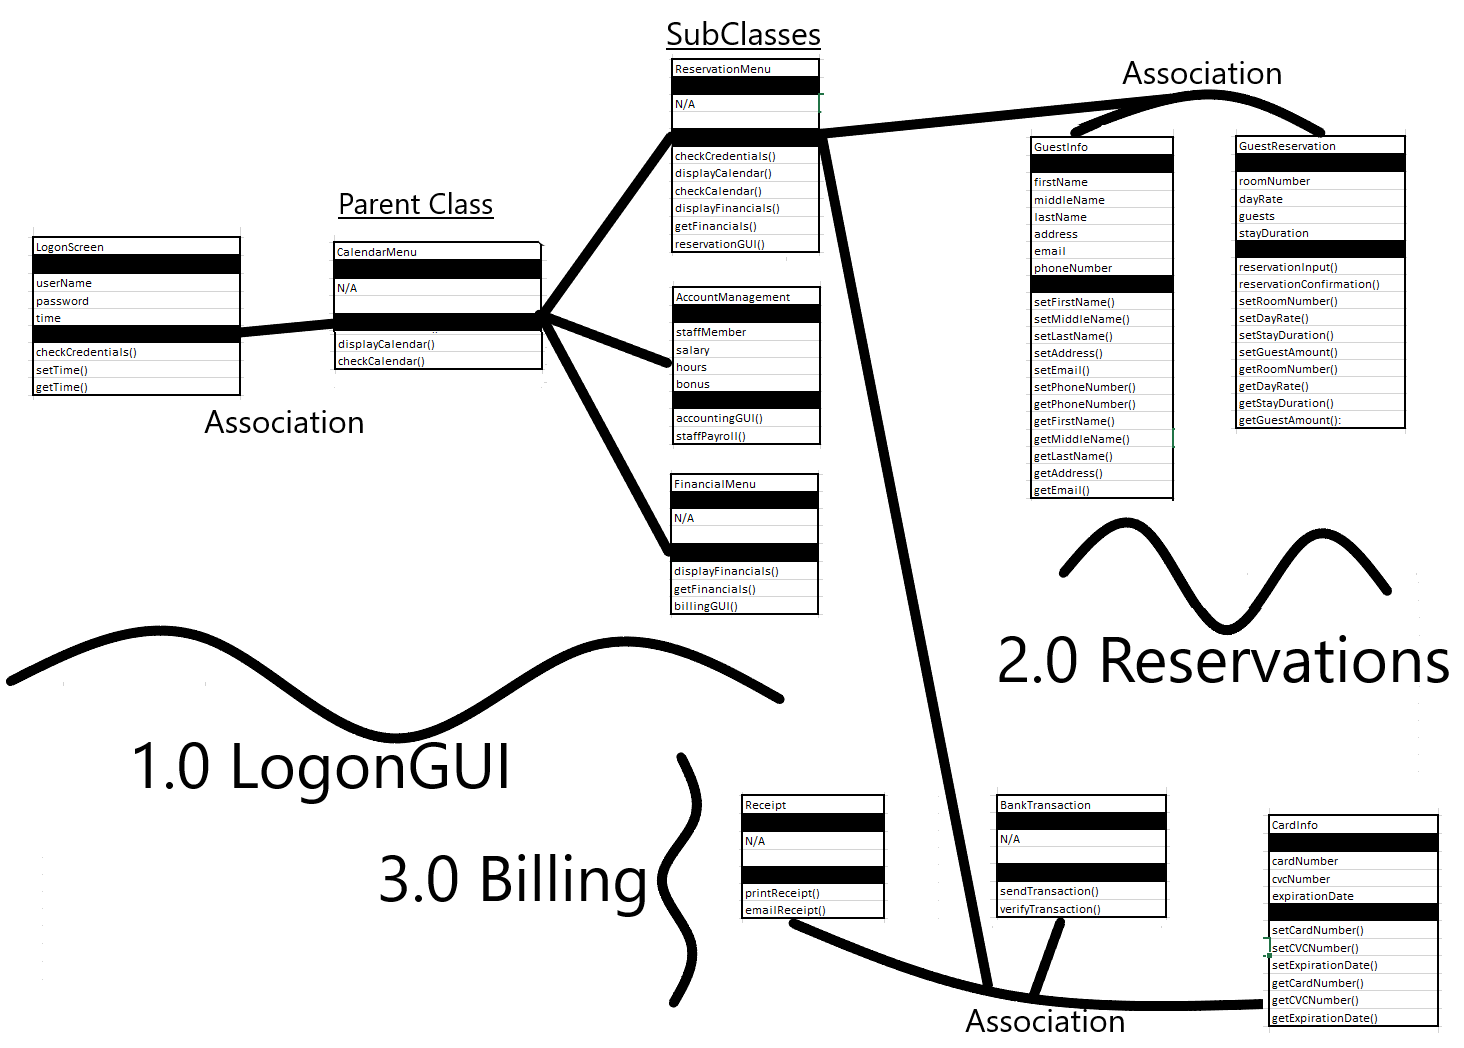 SubClasses
ReservationMenu
N/A
checkCredentials()
displayCalendar()
checkCalendar()
displayFinancials()
getFinancials()
reservationGUI()
Association
GuestInfo
firstName
middleName
lastName
address
email
phoneNumber
setFirstName()
setMiddleName()
setLastName()
setAddress()
setEmail()
setPhoneNumber()
getPhoneNumber()
getFirstName()
getMiddleName()
getLastName()
getAddress()
getEmail()
GuestReservation
roomNumber
dayRate
guests
stayDuration
reservationInput()
reservationConfirmation()
setRoomNumber()
setDayRate()
setStayDuration()
setGuestAmount()
getRoomNumber()
getDayRate()
getStayDuration()
getGuestAmount():
Parent Class
LogonScreen
userName
password
time
checkCredentials()
setTime()
getTime()
CalendarMenu
N/A
displayCalendar()
checkCalendar()
Association
AccountManagement
staffMember
salary
hours
bonus
accountingGUI()
staffPayroll()
FinancialMenu
N/A
displayFinancials()
getFinancials()
billingGUI()
2.0 Reservations
1.0 LogonGUI
3.0 Billing
Receipt
N/A
printReceipt()
emailReceipt()
BankTransaction
N/A
sendTransaction()
verifyTransaction()
CardInfo
cardNumber
cvcNumber
expirationDate
setCardNumber()
setCVCNumber()
setExpirationDate()
getCardNumber()
getCVCNumber()
getExpirationDate()
Association